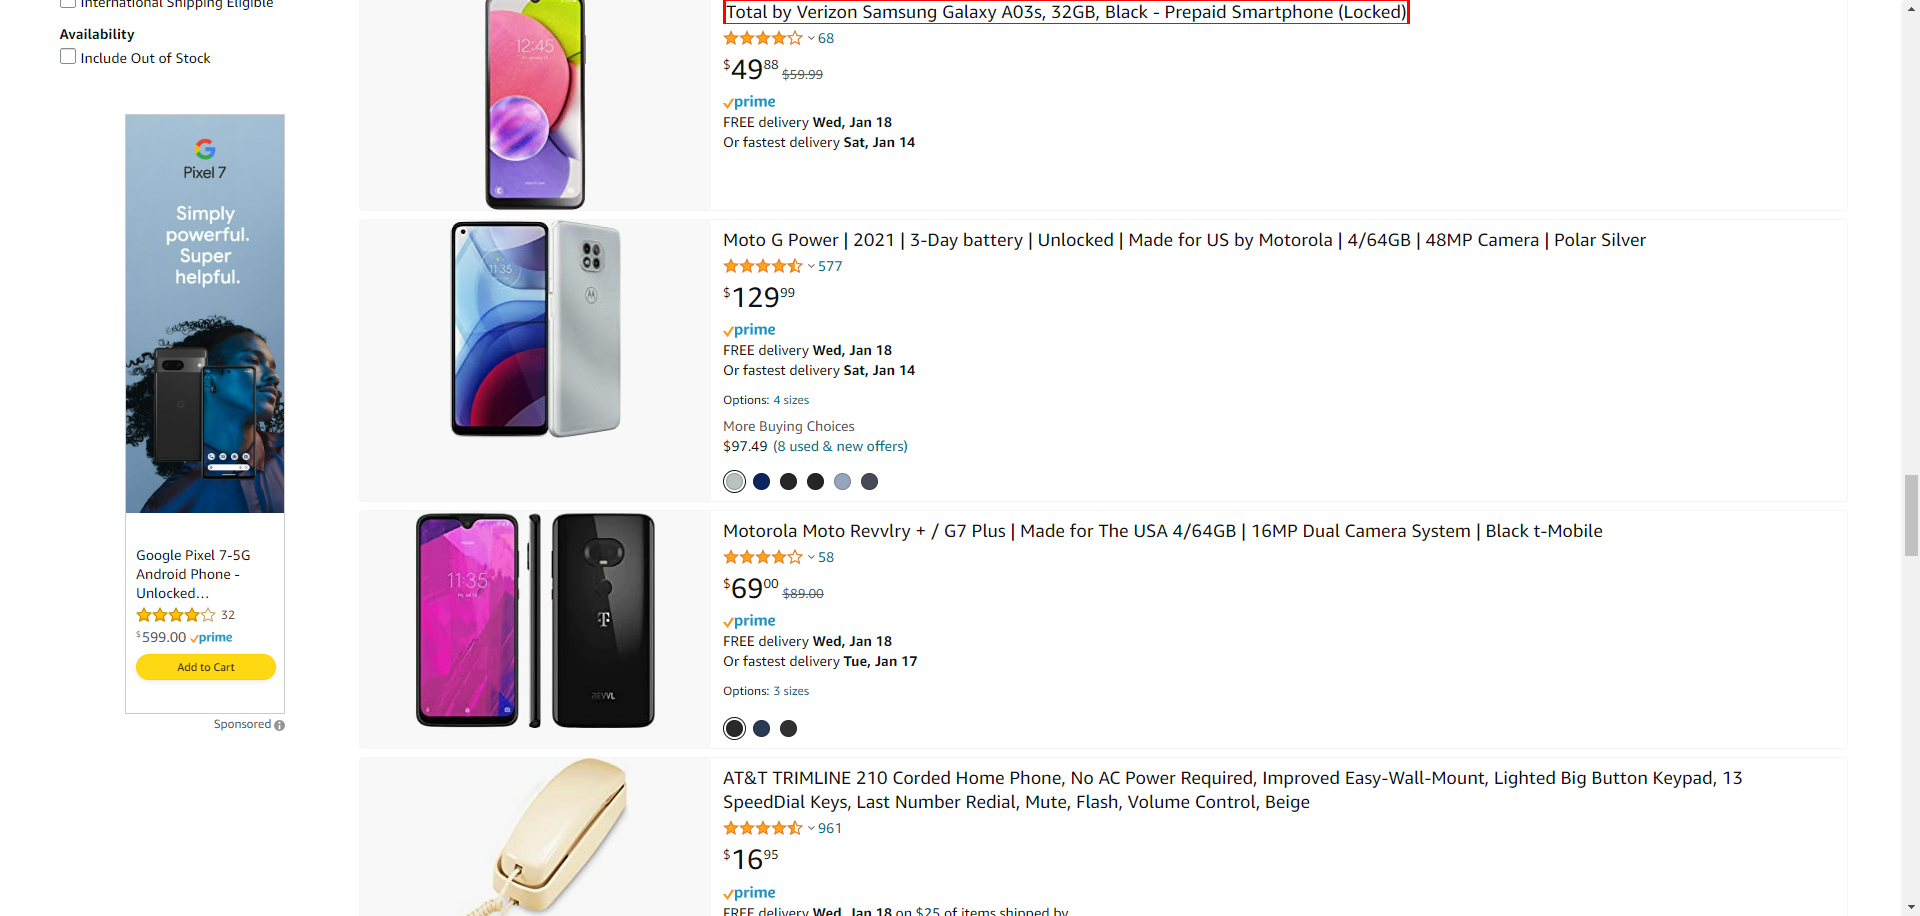 International Shipping Eligible
Availability
Include Out of Stock
G
Pixel 7
Simply
powerful.
Super
helpful.
Google Pixel 7-5G
Android Phone -
Unlocked...
32
$599.00 prime
Add to Cart
Sponsored
12:45
Total by Verizon Samsung Galaxy A03s, 32GB, Black - Prepaid Smartphone (Locked)
68
$49.88 $59.99
prime
FREE delivery Wed, Jan 18
Or fastest delivery Sat, Jan 14
11:35
Moto G Power | 2021 | 3-Day battery | Unlocked | Made for US by Motorola | 4/64GB | 48MP Camera | Polar Silver
577
$129.99
prime
FREE delivery Wed, Jan 18
Or fastest delivery Sat, Jan 14
Options: 4 sizes
More Buying Choices
$97.49 (8 used & new offers)
11:35
T
REVVL
Motorola Moto Revvlry + / G7 Plus | Made for The USA 4/64GB | 16MP Dual Camera System | Black t-Mobile
58
$69.00 $89.00
prime
FREE delivery Wed, Jan 18
Or fastest delivery Tue, Jan 17
Options: 3 sizes
AT&T TRIMLINE 210 Corded Home Phone, No AC Power Required, Improved Easy-Wall-Mount, Lighted Big Button Keypad, 13
SpeedDial Keys, Last Number Redial, Mute, Flash, Volume Control, Beige
961
$16.95
prime
FREE delivery Wed, Jan 18 on $25 of items shipped by